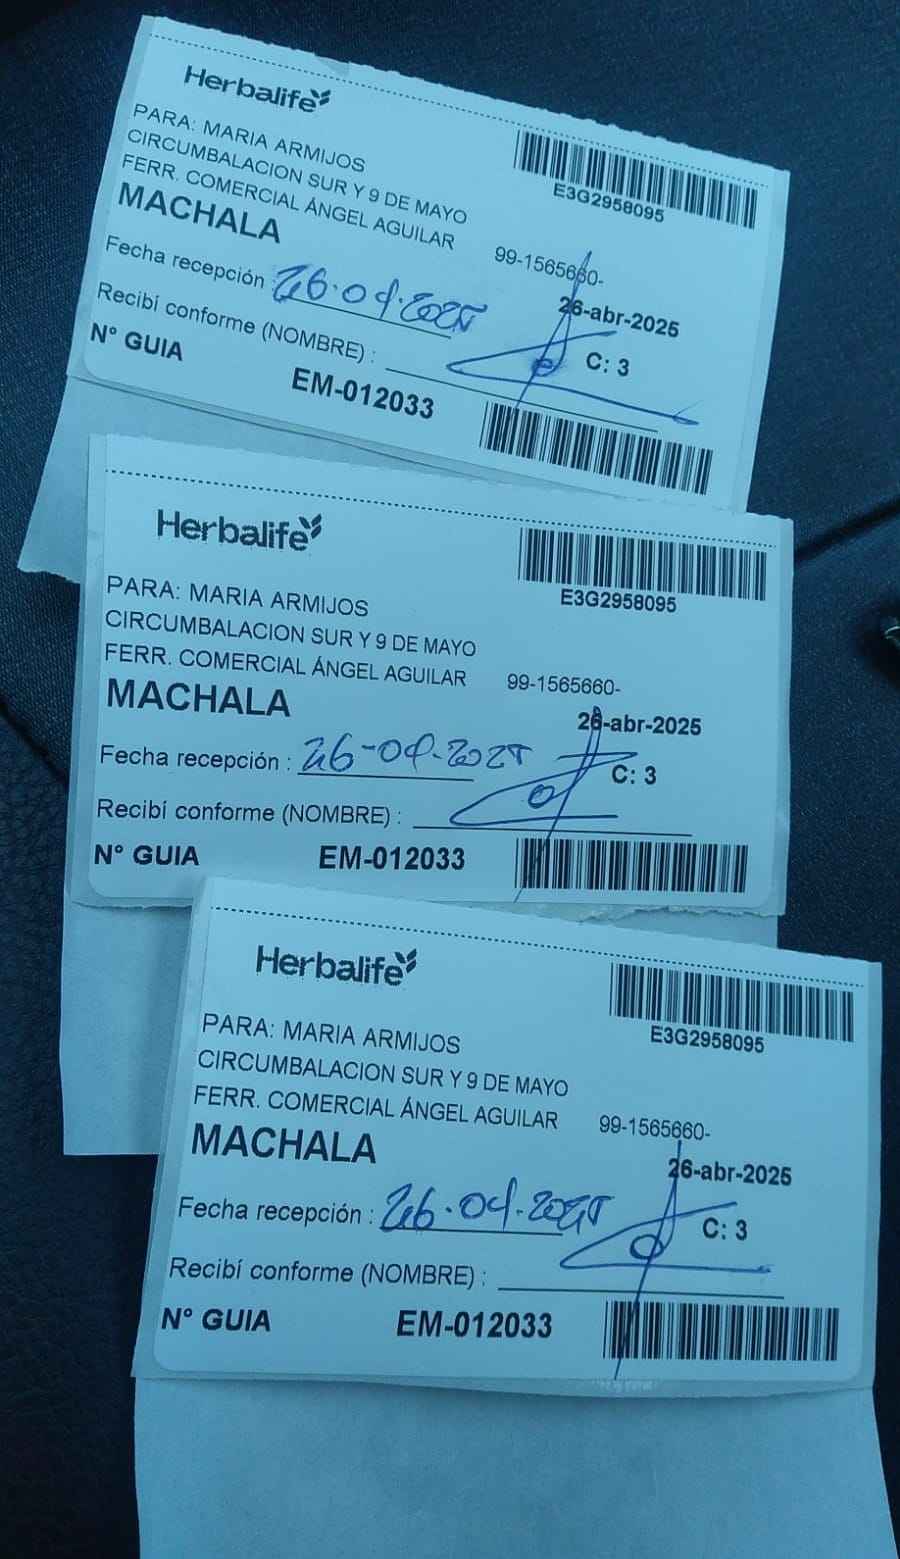 Herbalife
PARA: MARIA ARMIJOS
CIRCUMBALACION SUR Y 9 DE MAYO
FERR. COMERCIAL ÁNGEL AGUILAR
MACHALA
E3G2958095
99-1565660-
26-abr-2025
Fecha recepción : 26-04-2025
C: 3
Recibí conforme (NOMBRE) :
N° GUIA EM-012033
Herbalife
PARA: MARIA ARMIJOS
CIRCUMBALACION SUR Y 9 DE MAYO
FERR. COMERCIAL ÁNGEL AGUILAR
MACHALA
E3G2958095
99-1565660-
26-abr-2025
Fecha recepción : 26-04-2025
C: 3
Recibí conforme (NOMBRE) :
N° GUIA EM-012033
Herbalife
PARA: MARIA ARMIJOS
CIRCUMBALACION SUR Y 9 DE MAYO
FERR. COMERCIAL ÁNGEL AGUILAR
MACHALA
E3G2958095
99-1565660-
26-abr-2025
Fecha recepción : 26-04-2025
C: 3
Recibí conforme (NOMBRE) :
N° GUIA EM-012033